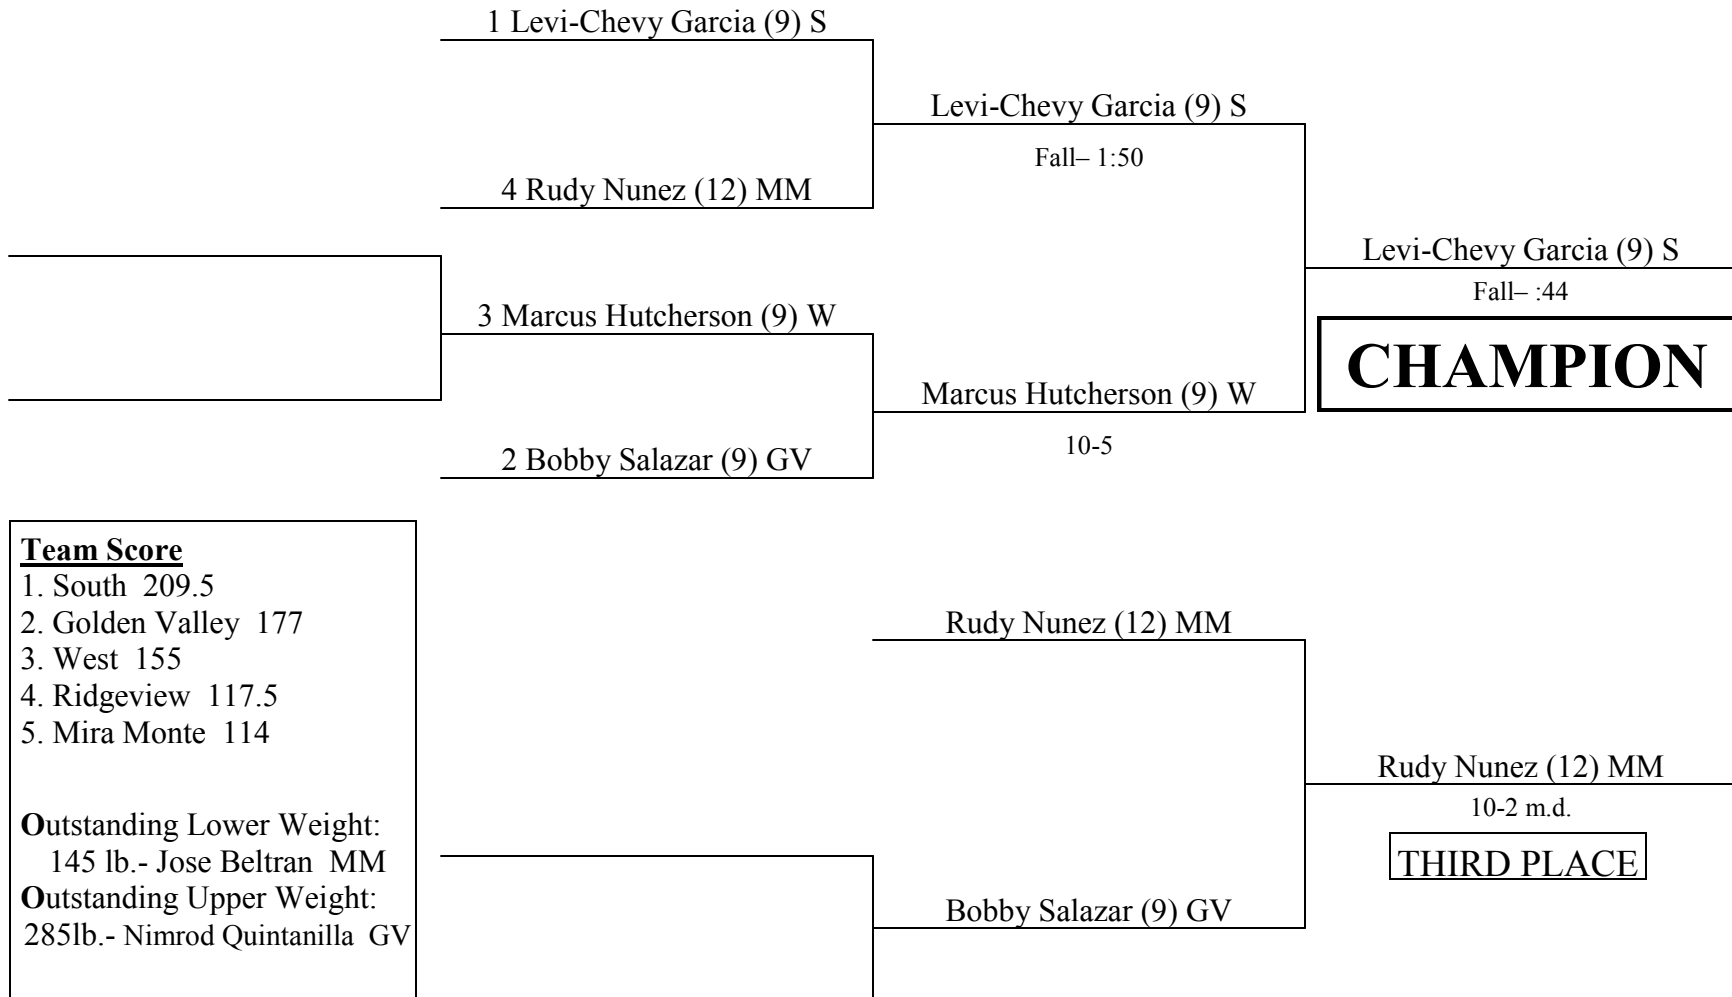 1 Levi-Chevy Garcia (9) S
Levi-Chevy Garcia (9) S
Fall– 1:50
4 Rudy Nunez (12) MM
Levi-Chevy Garcia (9) S
Fall– :44
3 Marcus Hutcherson (9) W
CHAMPION
Marcus Hutcherson (9) W
10-5
2 Bobby Salazar (9) GV
Team Score
1. South 209.5
2. Golden Valley 177
3. West 155
4. Ridgeview 117.5
5. Mira Monte 114
Outstanding Lower Weight:
145 lb.- Jose Beltran MM
Outstanding Upper Weight:
285lb.- Nimrod Quintanilla GV
Rudy Nunez (12) MM
Rudy Nunez (12) MM
10-2 m.d.
THIRD PLACE
Bobby Salazar (9) GV